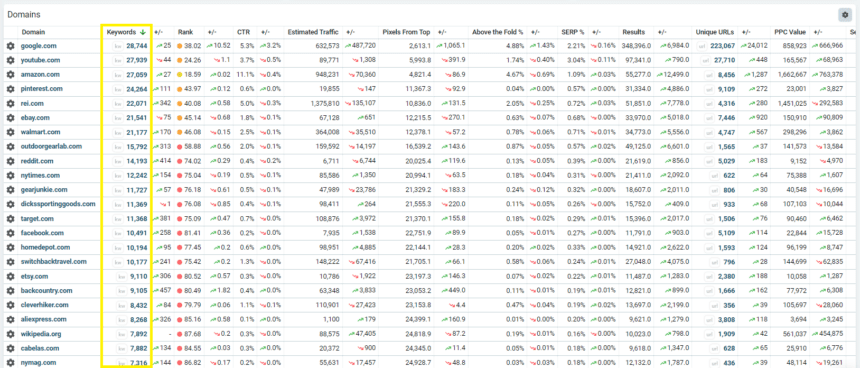 Domains
Domain Keywords +/- Rank +/- CTR +/- Estimated Traffic +/- Pixels From Top +/- Above the Fold % +/- SERP % +/- Results +/- Unique URLs +/- PPC Value +/-
google.com 28,744 25 38.02 10.52 5.3% 3.2% 632,573 487,720 2,613.1 1,065.1 4.88% 1.43% 2.21% 0.16% 348,396.0 6,984.0 223,067 24,012 858,923 666,966
youtube.com 27,939 44 24.26 1.1 3.7% 0.5% 89,771 1,308 5,993.8 391.9 1.74% 0.40% 3.04% 0.11% 97,341.0 790.0 27,710 448 165,567 68,963
amazon.com 27,059 27 18.59 0.02 11.1% 0.4% 948,231 70,360 4,821.4 86.9 4.67% 0.69% 1.09% 0.03% 55,277.0 12,499.0 8,456 1,287 1,662,667 763,378
pinterest.com 24,264 111 43.97 0.12 0.6% 0.0% 19,855 147 11,367.3 92.9 0.04% 0.00% 0.57% 0.00% 31,334.0 4,886.0 9,109 272 23,001 3,827
rei.com 22,071 342 40.08 0.58 5.0% 0.3% 1,375,810 135,107 10,836.0 131.5 2.05% 0.25% 0.72% 0.03% 51,851.0 7,778.0 4,316 280 1,451,025 292,583
ebay.com 21,541 75 45.14 0.68 1.8% 0.1% 67,128 651 12,215.5 270.1 0.63% 0.07% 0.68% 0.00% 33,970.0 5,018.0 7,446 920 150,910 90,809
walmart.com 21,177 170 46.08 0.15 2.5% 0.1% 364,008 35,510 12,378.1 57.2 0.78% 0.06% 0.71% 0.01% 34,773.0 5,556.0 4,747 567 298,296 3,862
outdoorgearlab.com 15,792 313 58.88 0.56 2.0% 0.1% 159,592 14,197 16,539.2 143.6 0.87% 0.05% 0.57% 0.02% 49,125.0 6,601.0 1,565 37 141,573 13,584
reddit.com 14,193 414 74.02 0.29 0.4% 0.2% 6,711 6,744 20,025.4 119.6 0.13% 0.05% 0.39% 0.00% 21,619.0 856.0 5,029 183 9,152 4,970
nytimes.com 12,242 154 75.04 0.19 0.5% 0.1% 85,586 1,350 20,994.1 63.5 0.18% 0.04% 0.31% 0.00% 21,411.0 2,092.0 622 64 75,388 1,607
gearjunkie.com 11,727 57 76.18 0.61 0.5% 0.1% 47,989 23,786 21,329.2 183.3 0.24% 0.12% 0.32% 0.00% 18,607.0 2,011.0 806 30 40,548 16,696
dickssportinggoods.com 11,369 1 76.08 0.85 0.4% 0.1% 98,411 264 21,555.3 220.0 0.11% 0.05% 0.26% 0.00% 15,752.0 409.0 933 68 107,103 10,044
target.com 11,368 381 75.09 0.47 0.7% 0.0% 108,876 3,972 21,370.1 155.8 0.18% 0.02% 0.29% 0.01% 15,396.0 2,017.0 1,506 76 90,460 6,462
facebook.com 10,491 258 81.41 0.36 0.2% 0.0% 7,935 1,538 22,751.9 89.9 0.05% 0.01% 0.27% 0.00% 11,791.0 903.0 5,109 114 22,844 15,728
homedepot.com 10,194 95 77.45 0.2 0.6% 0.0% 98,951 4,885 22,144.1 28.3 0.20% 0.02% 0.33% 0.00% 14,921.0 2,622.0 1,593 124 96,199 8,747
switchbacktravel.com 10,177 241 75.42 0.2 1.3% 0.0% 148,222 67,416 21,705.1 66.1 0.58% 0.06% 0.24% 0.01% 27,048.0 4,075.0 796 28 144,699 62,835
etsy.com 9,110 306 80.52 0.57 0.3% 0.0% 10,786 1,922 23,197.3 146.3 0.07% 0.02% 0.22% 0.01% 11,487.0 1,283.0 2,380 188 10,058 1,287
backcountry.com 9,105 457 80.49 1.82 0.4% 0.0% 63,348 3,833 23,053.2 449.0 0.11% 0.01% 0.19% 0.01% 12,821.0 899.0 1,666 162 77,972 6,308
cleverhiker.com 8,432 84 79.79 0.06 1.1% 0.1% 110,901 27,423 23,153.8 4.4 0.47% 0.04% 0.19% 0.02% 13,697.0 2,199.0 356 39 105,697 28,060
aliexpress.com 8,268 326 85.16 0.58 0.1% 0.0% 1,100 179 24,399.1 160.9 0.01% 0.00% 0.20% 0.00% 9,621.0 1,279.0 3,808 118 3,694 3,245
wikipedia.org 7,892 - 87.68 0.2 0.3% 0.0% 88,575 47,405 24,818.9 87.2 0.19% 0.01% 0.16% 0.00% 10,023.0 798.0 1,909 42 561,037 454,875
cabelas.com 7,882 134 84.55 0.03 0.3% 0.0% 20,372 900 24,345.0 11.4 0.05% 0.01% 0.18% 0.00% 9,618.0 1,347.0 628 65 25,910 6,776
nymag.com 7,316 144 86.82 0.17 0.2% 0.0% 55,631 17,457 24,928.7 48.8 0.03% 0.03% 0.18% 0.00% 12,132.0 1,787.0 436 39 48,114 19,261